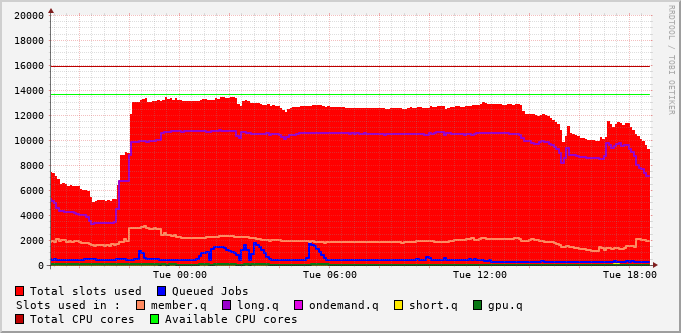 RRDTOOL / TOBI OETIKER
20000
18000
16000
14000
12000
10000
8000
6000
4000
2000
0
Tue 00:00 Tue 06:00 Tue 12:00 Tue 18:00
Total slots used Queued Jobs
Slots used in : member.q long.q ondemand.q short.q gpu.q
Total CPU cores Available CPU cores